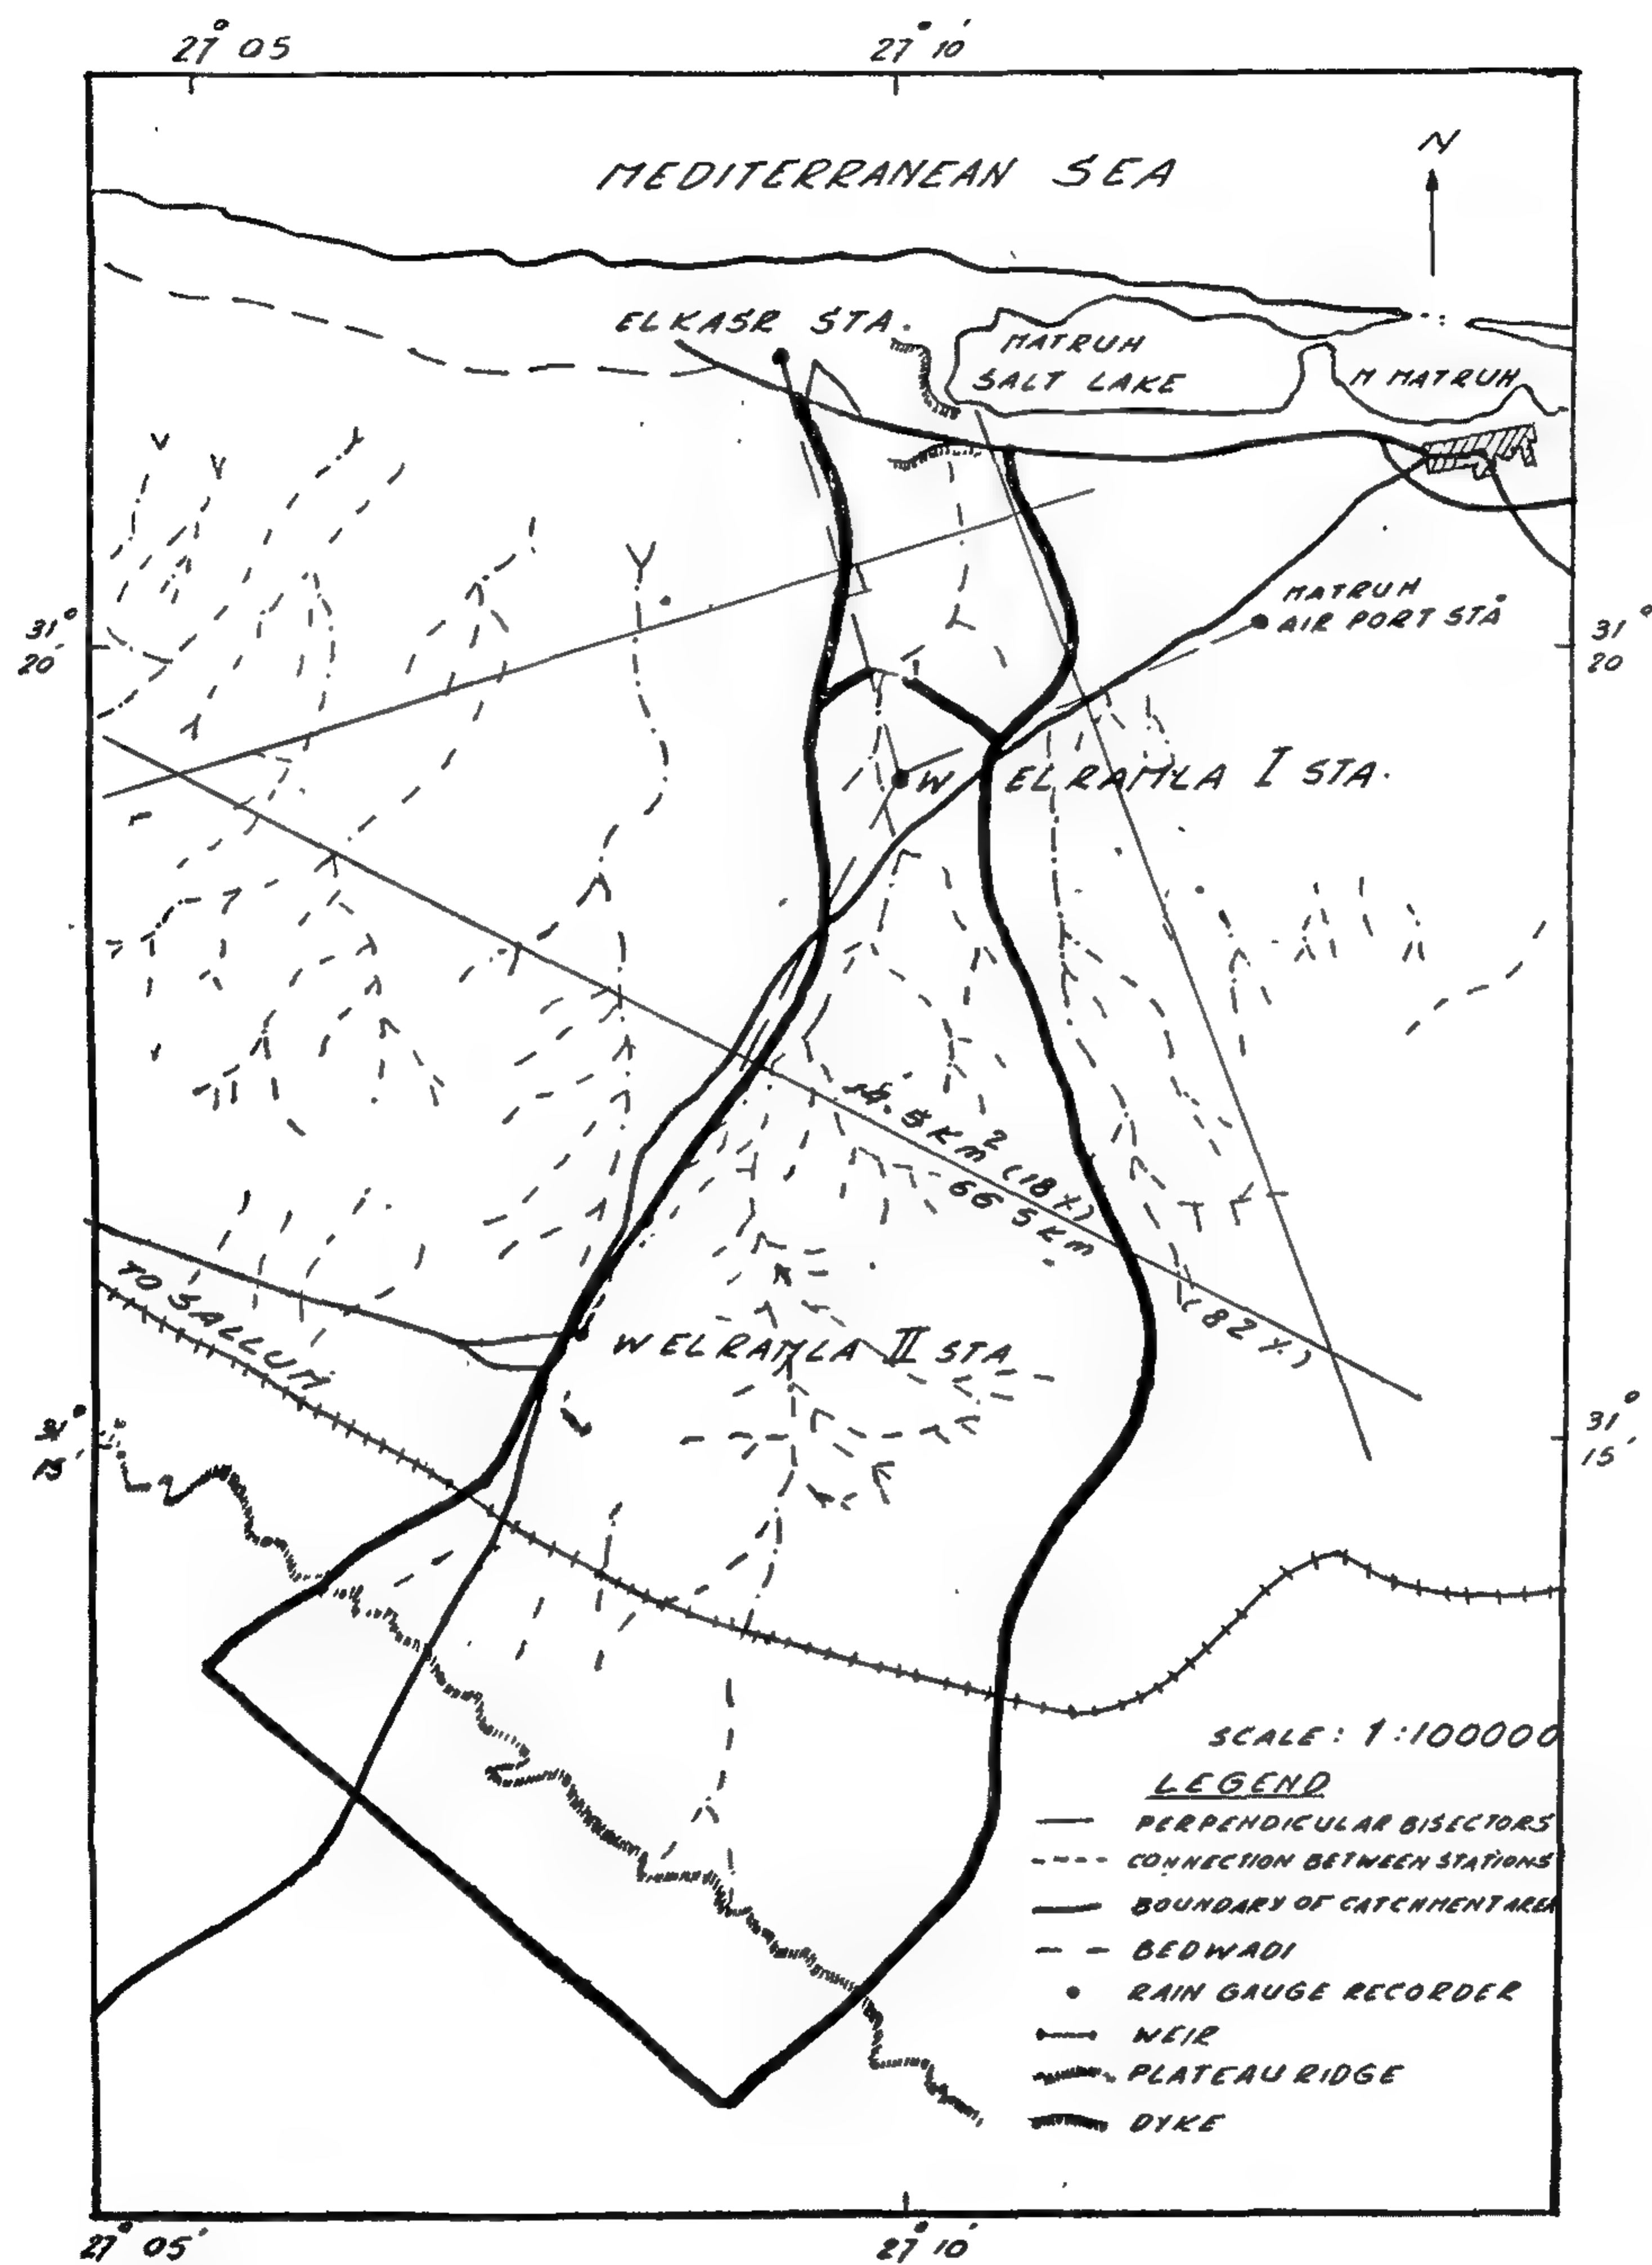 27° 05
27° 10'
N
MEDITERRANEAN SEA
ELKASR STA.
MATRUH
SALT LAKE
M MATRUH
MATRUH
AIR PORT STA
31°
20'
31°
20
W ELRAMLA I STA.
14.5 Km² (18%)
66 5 Km (82%)
TO SALLUM
W ELRAMLA II STA
31°
15'
31°
15'
SCALE: 1:100000
LEGEND
PERPENDICULAR BISECTORS
CONNECTION BETWEEN STATIONS
BOUNDARY OF CATCHMENT AREA
BEDWADI
RAIN GAUGE RECORDER
WEIR
PLATEAU RIDGE
DYKE
27° 05'
27° 10'